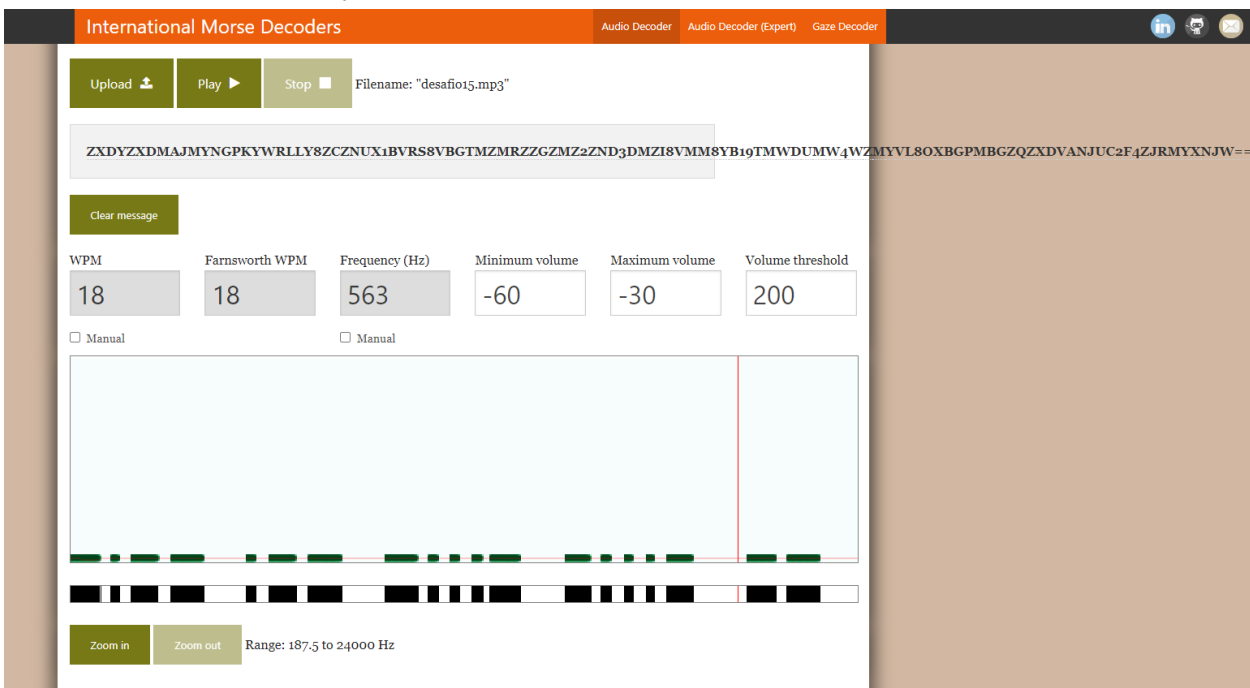 International Morse Decoders Audio Decoder Audio Decoder (Expert) Gaze Decoder in
Upload Play Stop Filename: "desafio15.mp3"
ZXDYZXDMAJMYNGPKYWRLLY8ZCZNUX1BVRS8VBGTMZMRZZGZMZ2ZND3DMZI8VMM8YB19TMWDUMW4WZMYVL8OXBGPMBGZQZXDVANJUC2F4ZJRMYXNJW==
Clear message
WPM Farnsworth WPM Frequency (Hz) Minimum volume Maximum volume Volume threshold
18 18 563 -60 -30 200
Manual Manual
Zoom in Zoom out Range: 187.5 to 24000 Hz